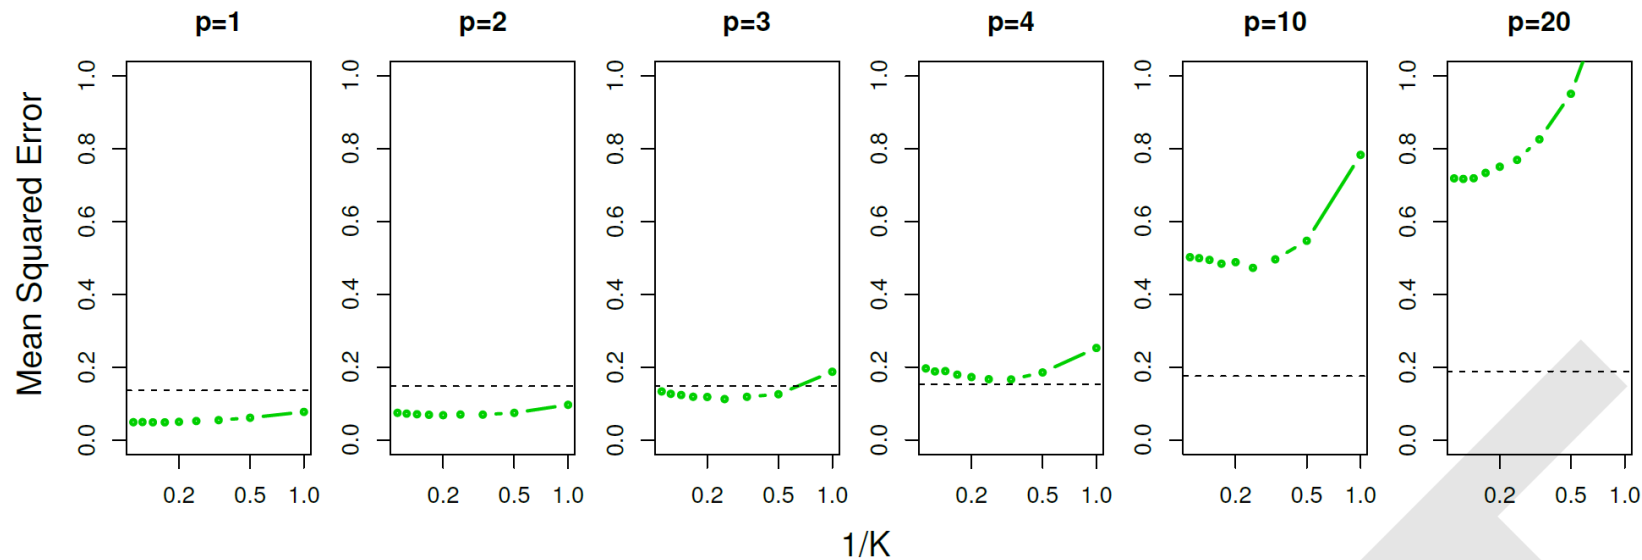 p=1 p=2 p=3 p=4 p=10 p=20
Mean Squared Error
1.0 1.0 1.0 1.0 1.0 1.0
0.8 0.8 0.8 0.8 0.8 0.8
0.6 0.6 0.6 0.6 0.6 0.6
0.4 0.4 0.4 0.4 0.4 0.4
0.2 0.2 0.2 0.2 0.2 0.2
0.0 0.0 0.0 0.0 0.0 0.0
0.2 0.5 1.0 0.2 0.5 1.0 0.2 0.5 1.0 0.2 0.5 1.0 0.2 0.5 1.0 0.2 0.5 1.0
1/K